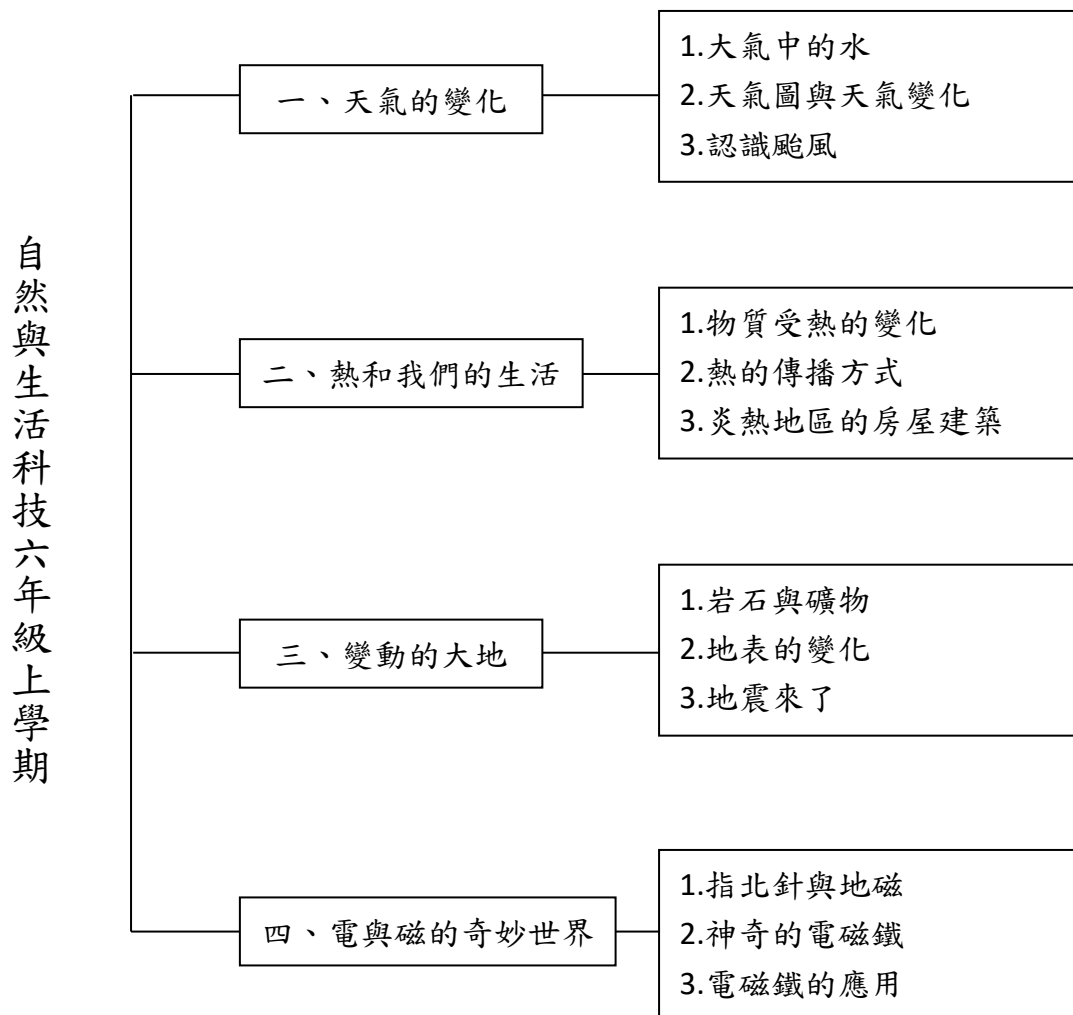 自然與生活科技六年級上學期
一、天氣的變化
1.大氣中的水
2.天氣圖與天氣變化
3.認識颱風
二、熱和我們的生活
1.物質受熱的變化
2.熱的傳播方式
3.炎熱地區的房屋建築
三、變動的大地
1.岩石與礦物
2.地表的變化
3.地震來了
四、電與磁的奇妙世界
1.指北針與地磁
2.神奇的電磁鐵
3.電磁鐵的應用